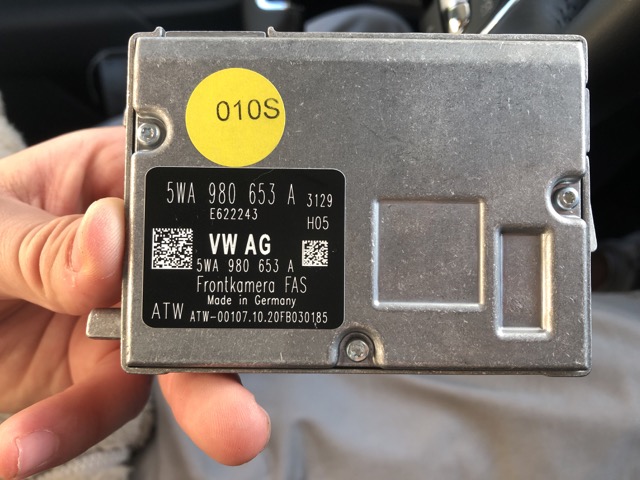 010S
5WA 980 653 A 3129
E622243
H05
VW AG
5WA 980 653 A
Frontkamera FAS
Made in Germany
ATW ATW-00107.10.20FB030185